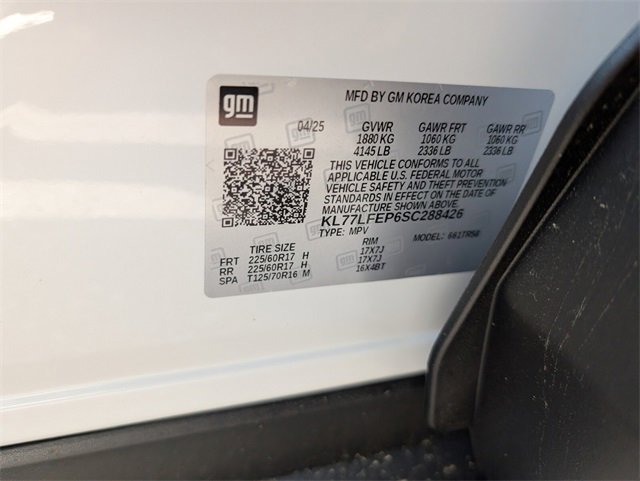 gm
MFD BY GM KOREA COMPANY
04/25 GVWR GAWR FRT GAWR RR
1880 KG 1060 KG 1060 KG
4145 LB 2336 LB 2336 LB
THIS VEHICLE CONFORMS TO ALL
APPLICABLE U.S. FEDERAL MOTOR
VEHICLE SAFETY AND THEFT PREVENTION
STANDARDS IN EFFECT ON THE DATE OF
MANUFACTURE SHOWN ABOVE.
KL77LFEP6SC288426
TYPE: MPV MODEL: 661TR58
TIRE SIZE RIM
FRT 225/60R17 H 17X7J
RR 225/60R17 H 17X7J
SPA T125/70R16 M 16X4BT